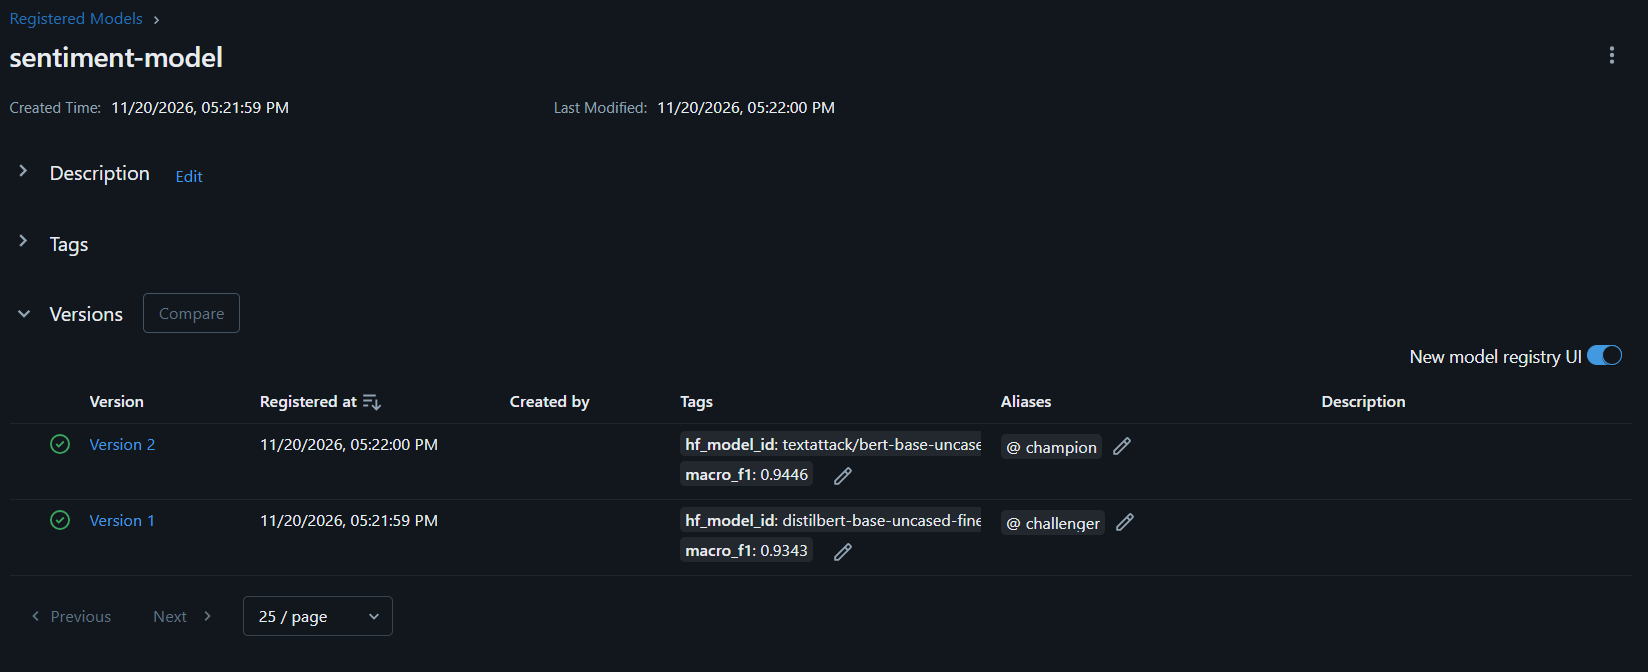 Registered Models
sentiment-model
Created Time: 11/20/2026, 05:21:59 PM Last Modified: 11/20/2026, 05:22:00 PM
Description Edit
Tags
Versions Compare
New model registry UI
Version Registered at Created by Tags Aliases Description
Version 2 11/20/2026, 05:22:00 PM hf_model_id: textattack/bert-base-uncase @ champion
macro_f1: 0.9446
Version 1 11/20/2026, 05:21:59 PM hf_model_id: distilbert-base-uncased-fine @ challenger
macro_f1: 0.9343
Previous Next 25 / page